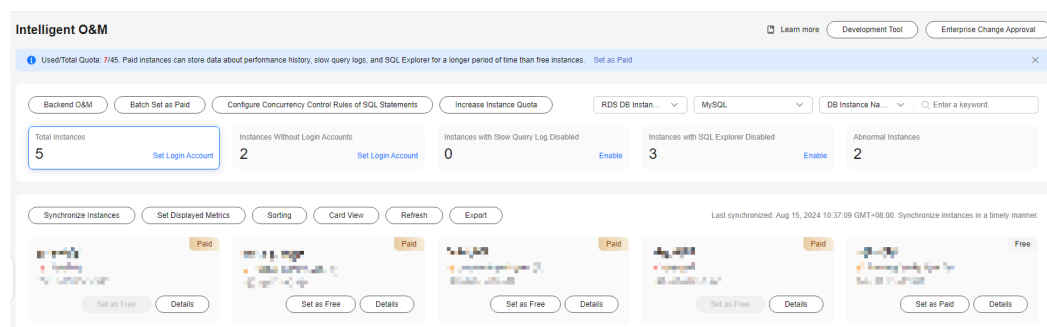 Intelligent O&M
Learn more
Development Tool
Enterprise Change Approval
Used/Total Quota: 7/45. Paid instances can store data about performance history, slow query logs, and SQL Explorer for a longer period of time than free instances. Set as Paid
Backend O&M
Batch Set as Paid
Configure Concurrency Control Rules of SQL Statements
Increase Instance Quota
RDS DB Instan...
MySQL
DB Instance Na...
Enter a keyword.
Total Instances
5
Set Login Account
Instances Without Login Accounts
2
Set Login Account
Instances with Slow Query Log Disabled
0
Enable
Instances with SQL Explorer Disabled
3
Enable
Abnormal Instances
2
Synchronize Instances
Set Displayed Metrics
Sorting
Card View
Refresh
Export
Last synchronized: Aug 15, 2024 10:37:09 GMT+08:00. Synchronize instances in a timely manner.
Paid
Set as Free
Details
Paid
Set as Free
Details
Paid
Set as Free
Details
Paid
Set as Free
Details
Free
Set as Paid
Details